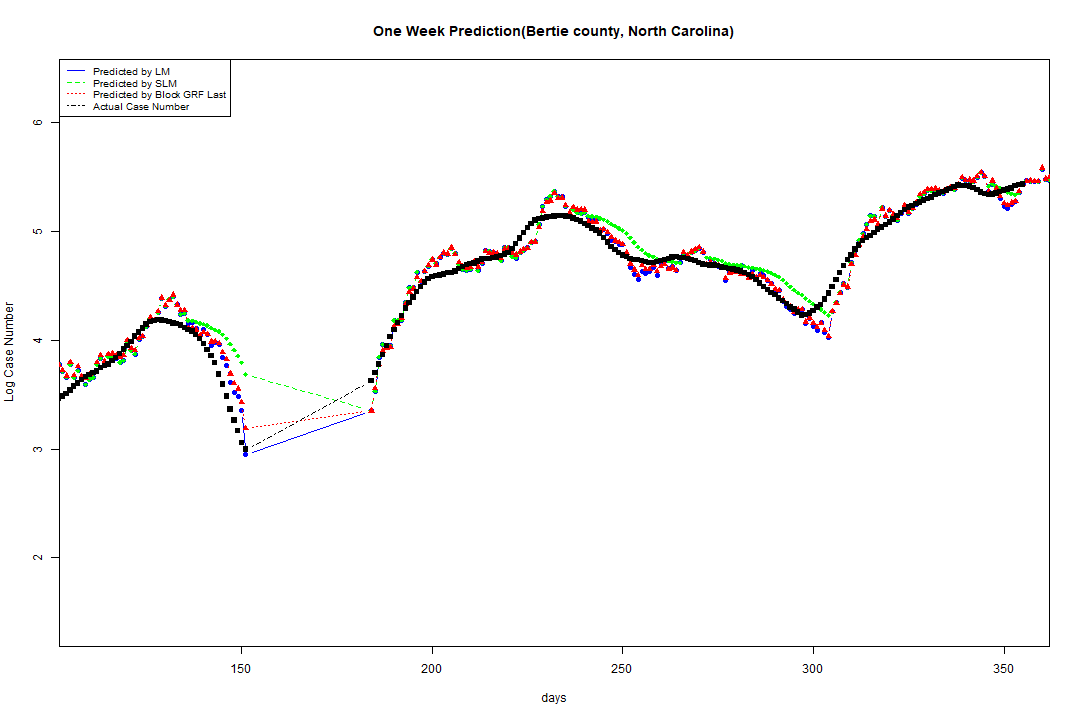 One Week Prediction(Bertie county, North Carolina)
Predicted by LM
Predicted by SLM
Predicted by Block GRF Last
Actual Case Number
6
5
4
3
2
Log Case Number
150 200 250 300 350
days